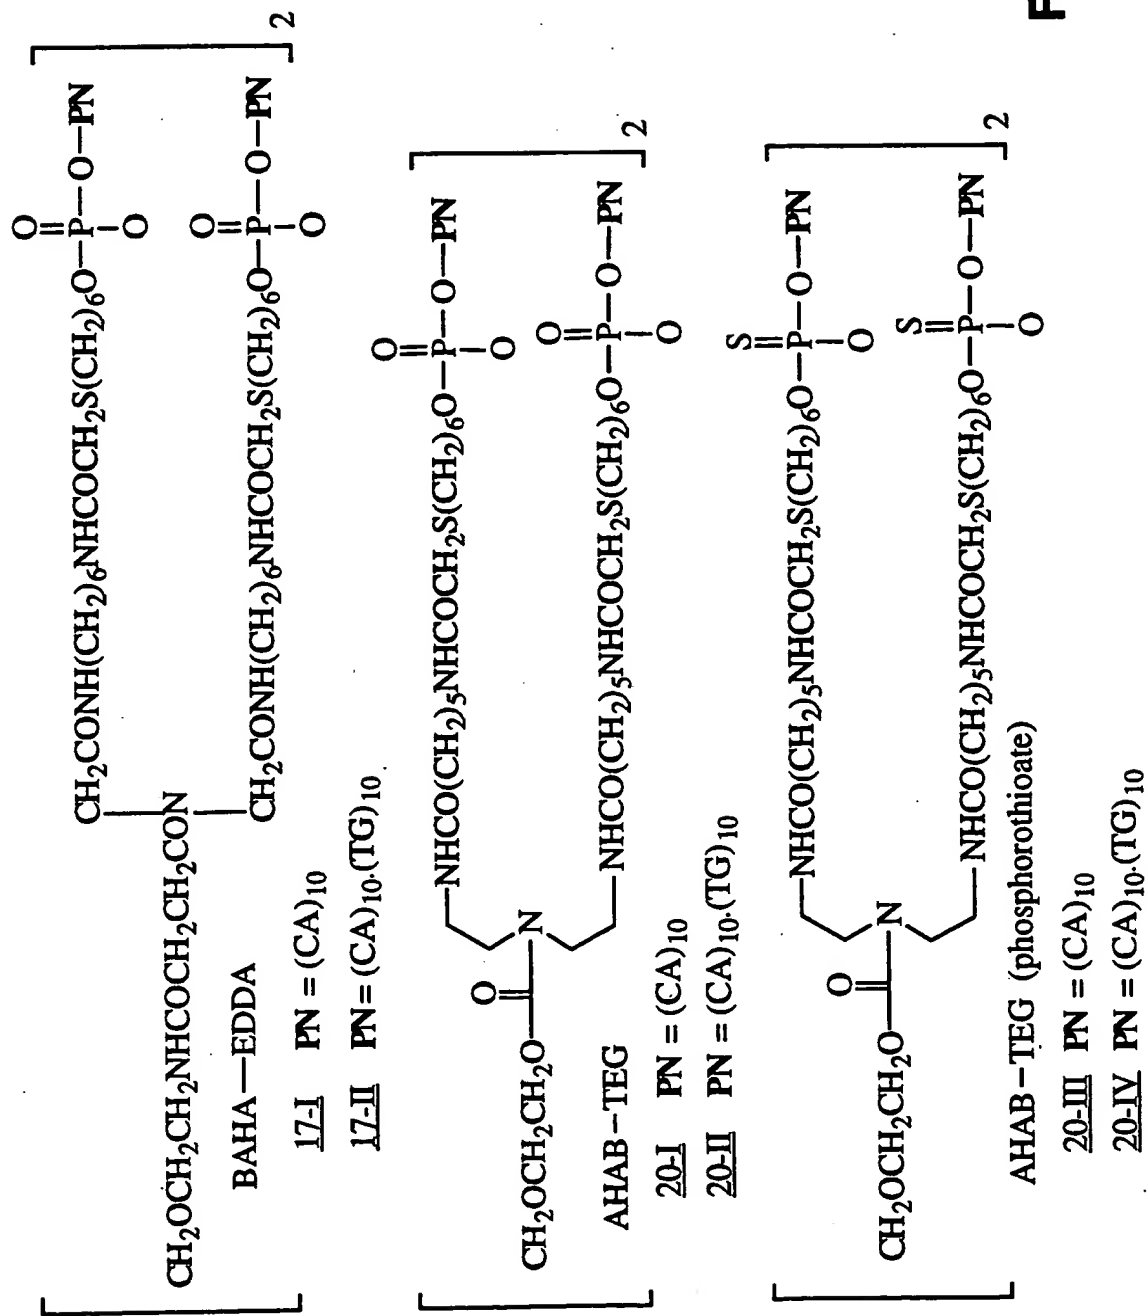 O O
CH₂CONH(CH₂)₆NHCOCH₂S(CH₂)₆O—P—O—PN
O
CH₂OCH₂CH₂NHCOCH₂CH₂CON
O
CH₂CONH(CH₂)₆NHCOCH₂S(CH₂)₆O—P—O—PN
O
2
BAHA—EDDA
17-I PN = (CA)₁₀
17-II PN = (CA)₁₀·(TG)₁₀
O
NHCO(CH₂)₅NHCOCH₂S(CH₂)₆O—P—O—PN
O
O
CH₂OCH₂CH₂O N
O
NHCO(CH₂)₅NHCOCH₂S(CH₂)₆O—P—O—PN
O
2
AHAB–TEG
20-I PN = (CA)₁₀
20-II PN = (CA)₁₀·(TG)₁₀
S
NHCO(CH₂)₅NHCOCH₂S(CH₂)₆O—P—O—PN
O
O
CH₂OCH₂CH₂O N
S
NHCO(CH₂)₅NHCOCH₂S(CH₂)₆O—P—O—PN
O
2
AHAB–TEG (phosphorothioate)
20-III PN = (CA)₁₀
20-IV PN = (CA)₁₀·(TG)₁₀